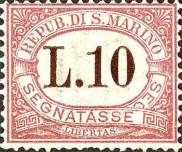 REPUB. DI S. MARINO
L.10
SEGNATASSE
LIBERTAS